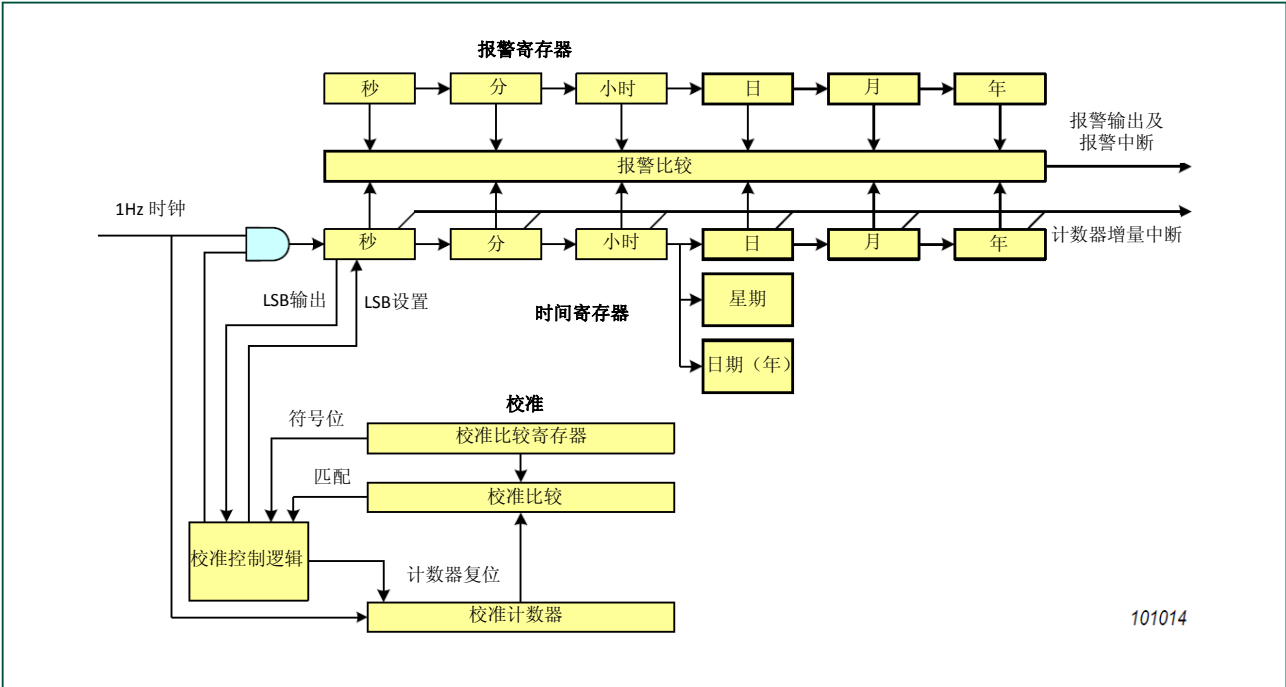 报警寄存器
秒 分 小时 日 月 年
报警输出及
报警中断
报警比较
1Hz 时钟
秒 分 小时 日 月 年
计数器增量中断
LSB输出 LSB设置
时间寄存器
星期
日期（年）
校准
符号位
校准比较寄存器
匹配
校准比较
校准控制逻辑
计数器复位
校准计数器
101014